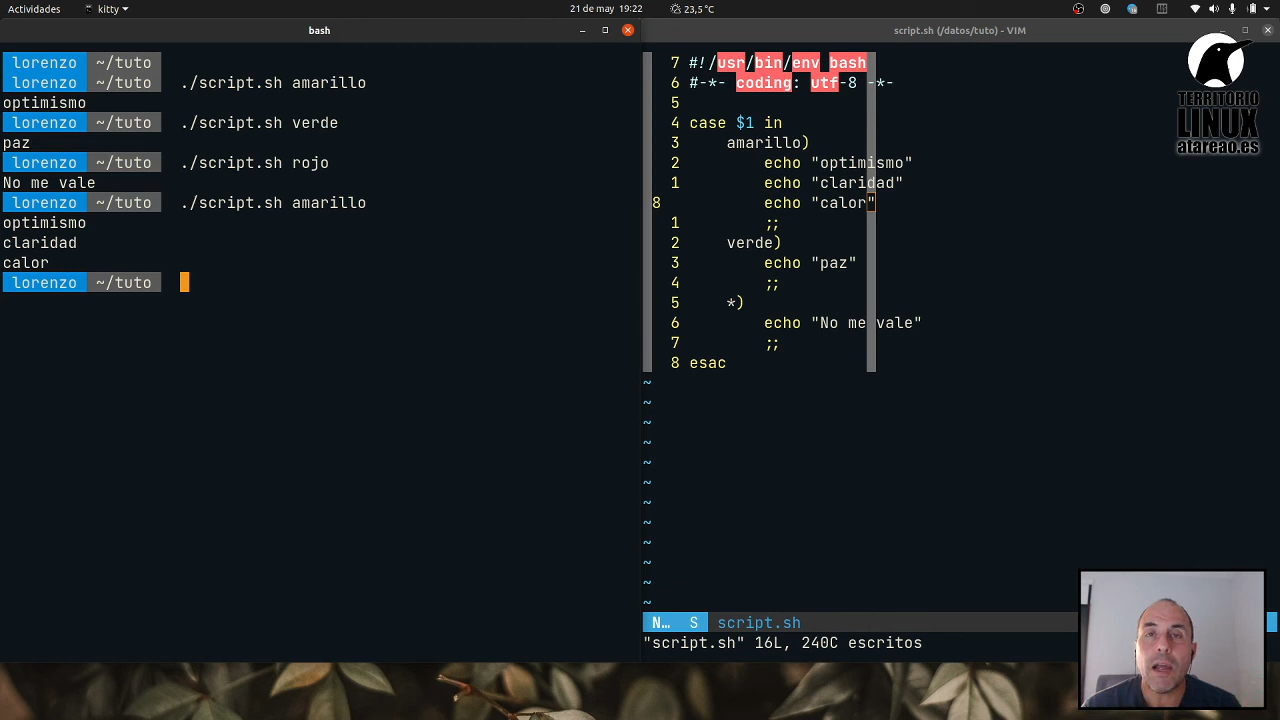 Actividades kitty 21 de may 19:22 23,5 °C
bash
lorenzo ~/tuto
lorenzo ~/tuto ./script.sh amarillo
optimismo
lorenzo ~/tuto ./script.sh verde
paz
lorenzo ~/tuto ./script.sh rojo
No me vale
lorenzo ~/tuto ./script.sh amarillo
optimismo
claridad
calor
lorenzo ~/tuto
script.sh (/datos/tuto) - VIM
7 #!/usr/bin/env bash
6 #-*- coding: utf-8 -*-
5
4 case $1 in
3 amarillo)
2 echo "optimismo"
1 echo "claridad"
8 echo "calor"
1 ;;
2 verde)
3 echo "paz"
4 ;;
5 *)
6 echo "No me vale"
7 ;;
8 esac
~
~
~
~
~
~
~
~
~
~
~
~
N… S script.sh
"script.sh" 16L, 240C escritos
TERRITORIO
LINUX
atareao.es